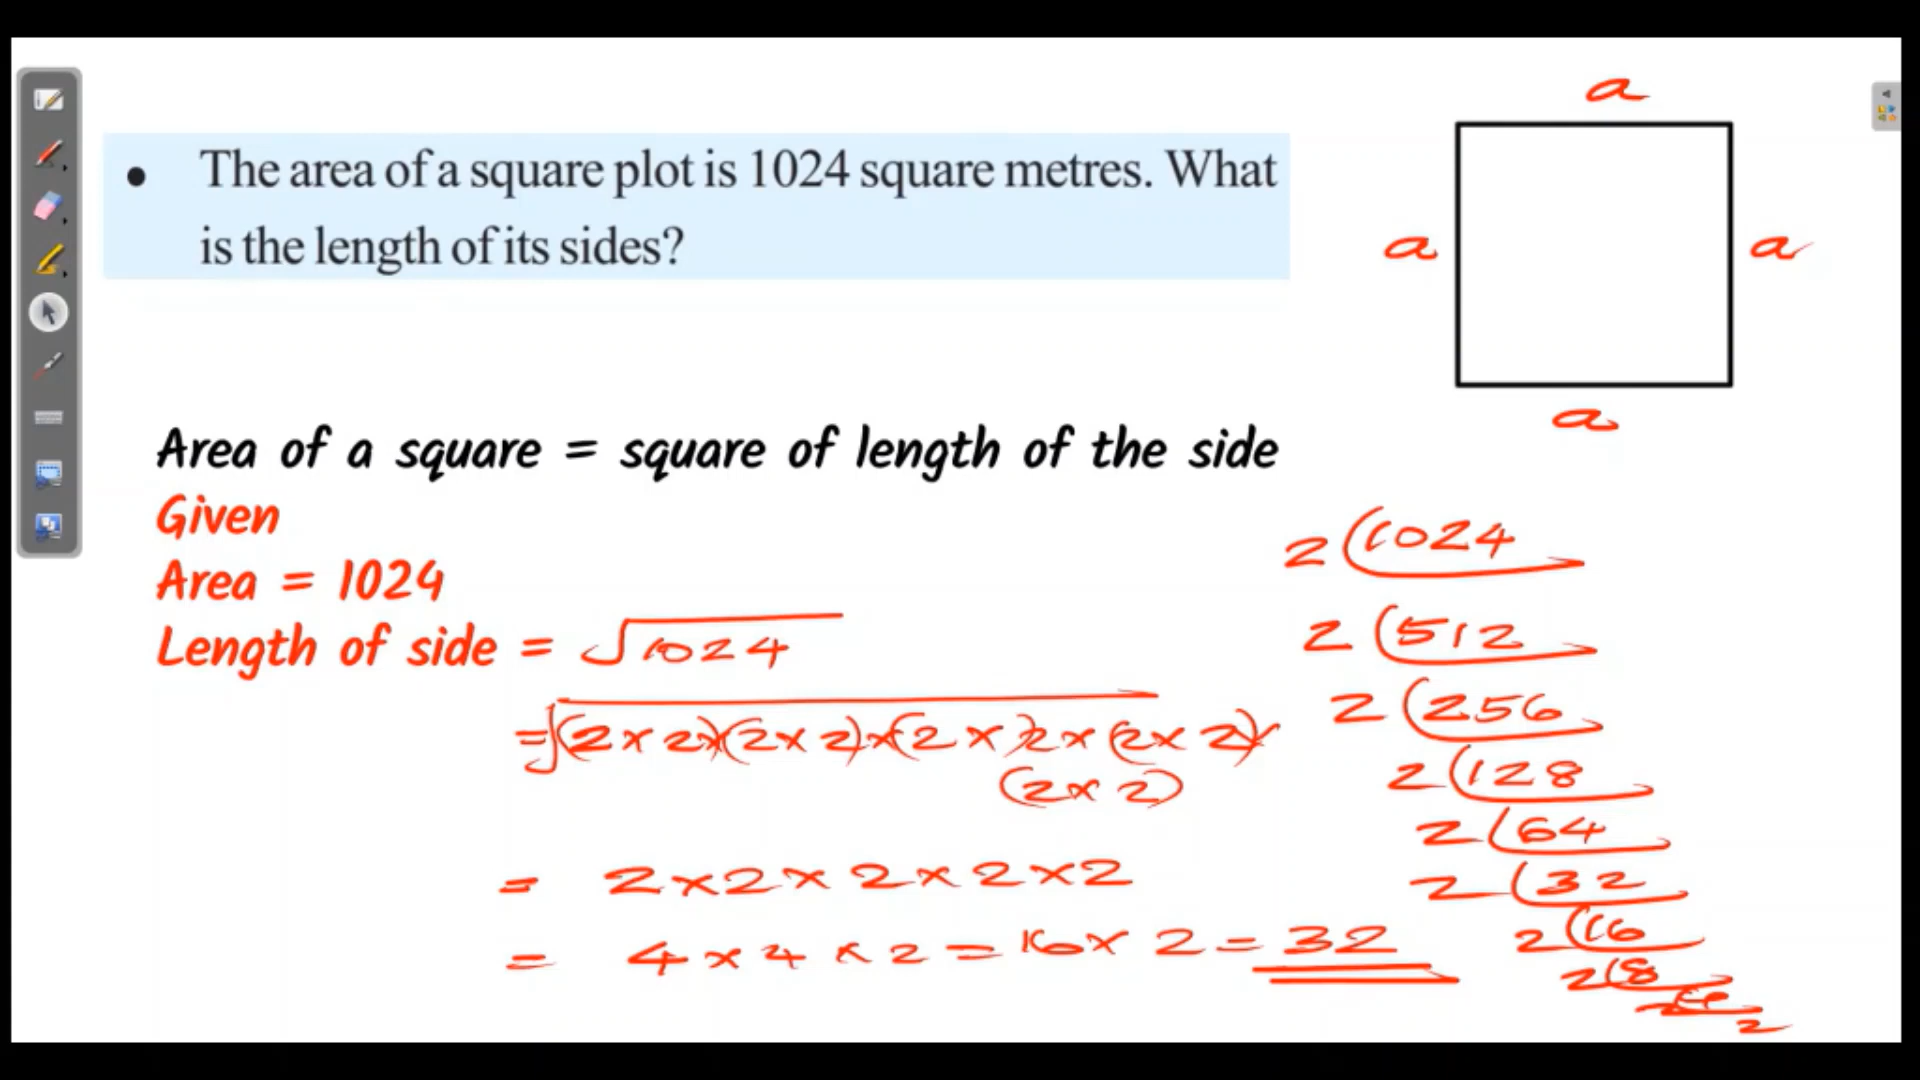 a
• The area of a square plot is 1024 square metres. What
is the length of its sides?
a a
a
Area of a square = square of length of the side
Given
Area = 1024
Length of side = √1024
= √(2 × 2)×(2 × 2)×(2 × )2 × (2 × 2)×
(2 × 2)
= 2 × 2 × 2 × 2 × 2
= 4 × 4 × 2 = 16 × 2 = 32
2 (1024
2 (512
2 (256
2 (128
2 (64
2 (32
2 (16
2 (8
2 (4
2